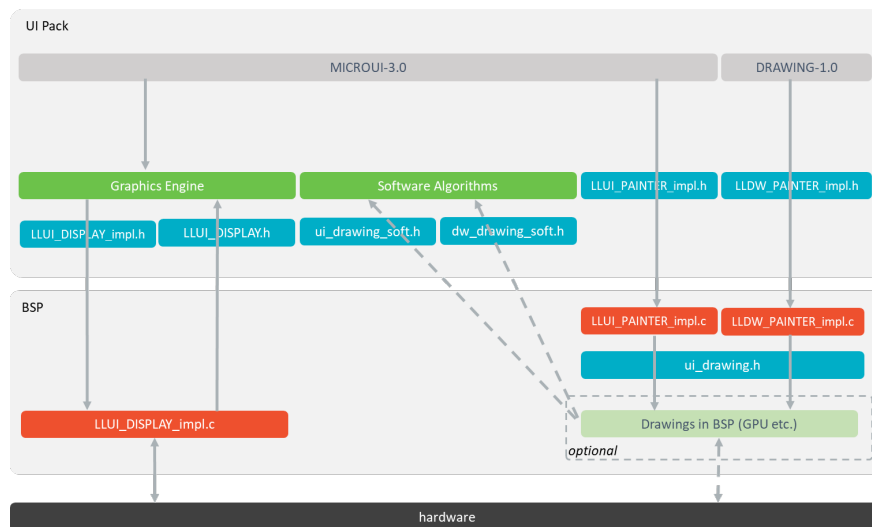 UI Pack
MICROUI-3.0
DRAWING-1.0
Graphics Engine
Software Algorithms
LLUI_PAINTER_impl.h
LLDW_PAINTER_impl.h
LLUI_DISPLAY_impl.h
LLUI_DISPLAY.h
ui_drawing_soft.h
dw_drawing_soft.h
BSP
LLUI_PAINTER_impl.c
LLDW_PAINTER_impl.c
ui_drawing.h
LLUI_DISPLAY_impl.c
Drawings in BSP (GPU etc.)
optional
hardware